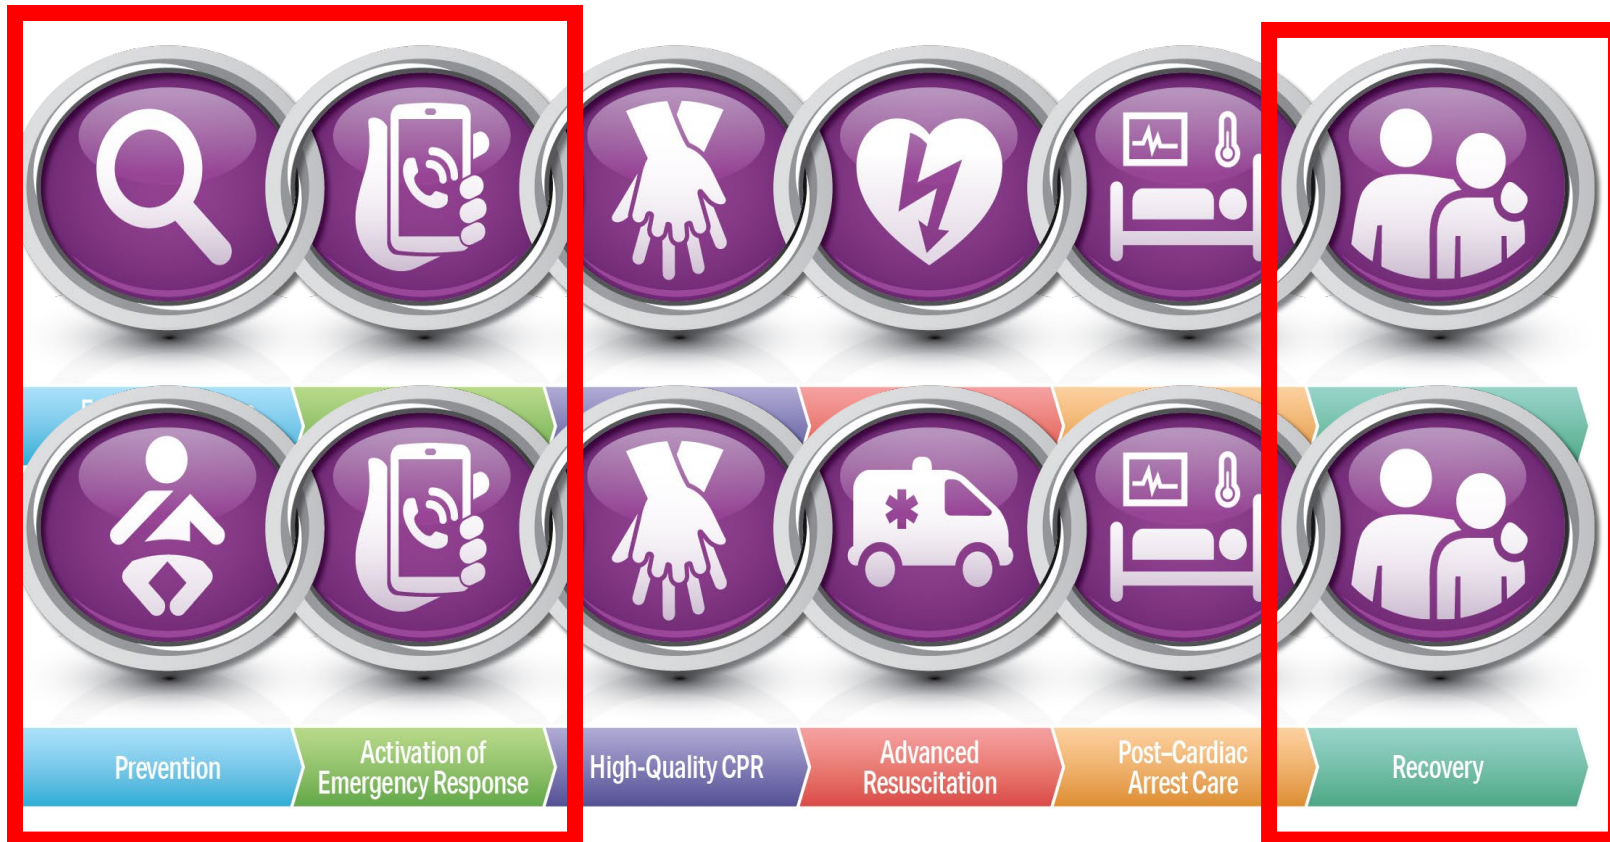 Prevention
Activation of
Emergency Response
High-Quality CPR
Advanced
Resuscitation
Post–Cardiac
Arrest Care
Recovery